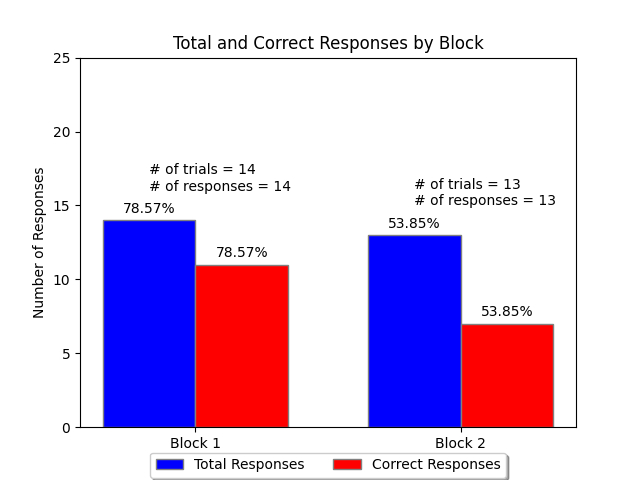 Total and Correct Responses by Block
25
20
15
10
5
0
Number of Responses
# of trials = 14
# of responses = 14
78.57%
78.57%
# of trials = 13
# of responses = 13
53.85%
53.85%
Block 1
Block 2
Total Responses
Correct Responses